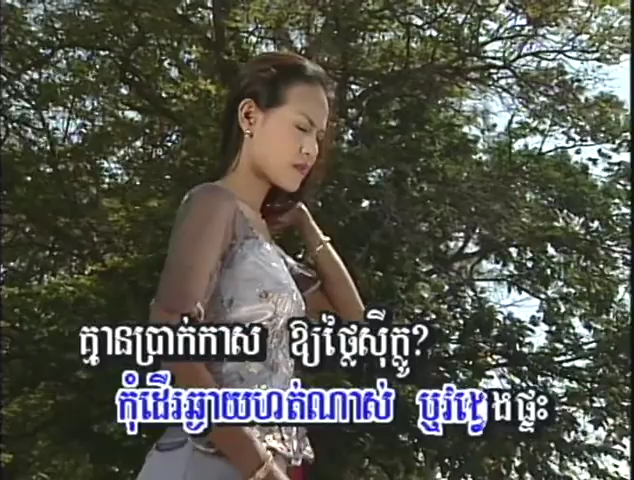 គ្មានប្រាក់កាស ឱ្យថ្លៃស៊ីក្លូ?
កុំដើរឆ្ងាយហត់ណាស់ ឬវង្វេងផ្ទះ